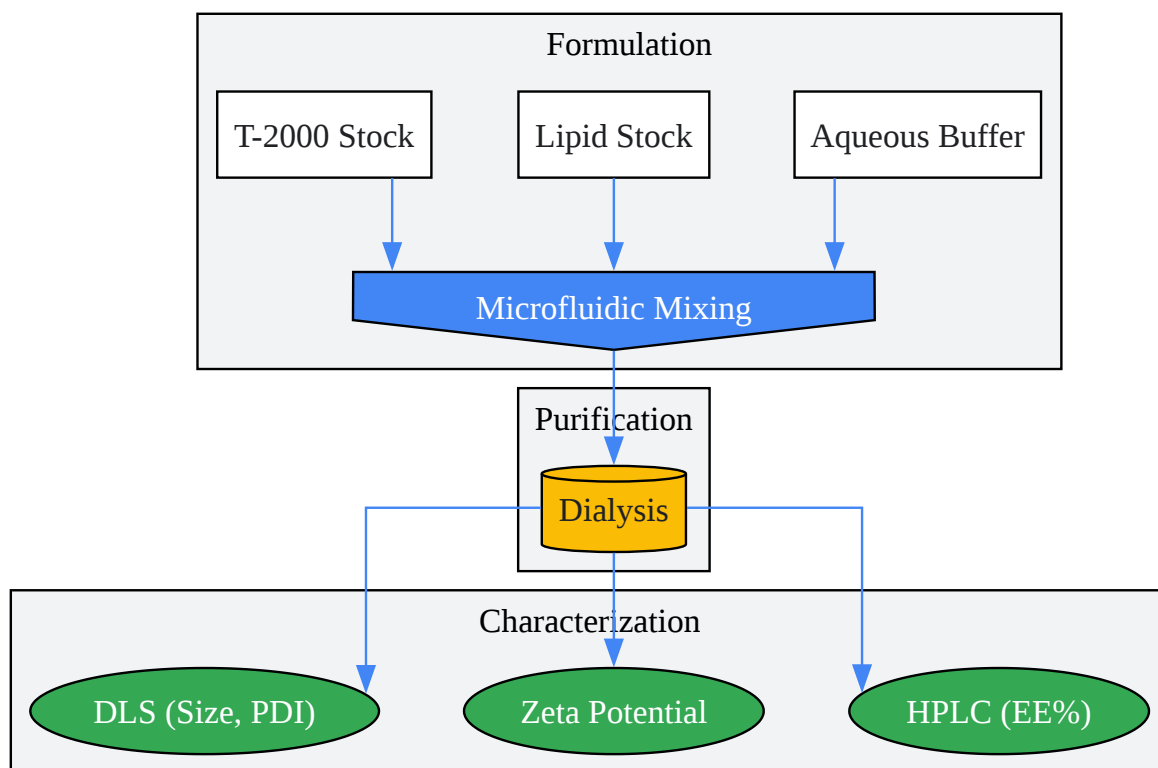 Formulation
T-2000 Stock
Lipid Stock
Aqueous Buffer
Microfluidic Mixing
Purification
Dialysis
Characterization
DLS (Size, PDI)
Zeta Potential
HPLC (EE%)